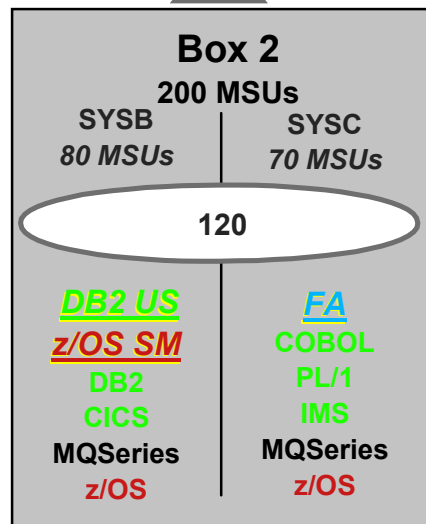 Box 2
200 MSUs
SYSB
80 MSUs
SYSC
70 MSUs
120
DB2 US
z/OS SM
DB2
CICS
MQSeries
z/OS
FA
COBOL
PL/1
IMS
MQSeries
z/OS